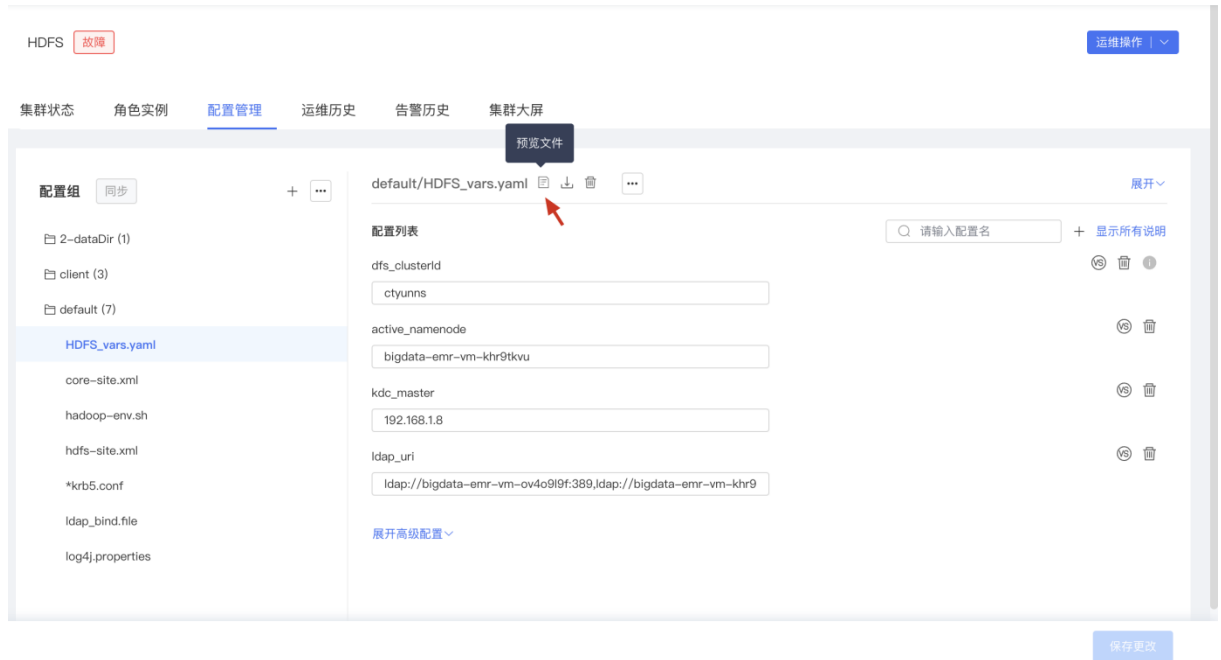 HDFS 故障
运维操作
集群状态 角色实例 配置管理 运维历史 告警历史 集群大屏
预览文件
配置组 同步
2-dataDir (1)
client (3)
default (7)
HDFS_vars.yaml
core-site.xml
hadoop-env.sh
hdfs-site.xml
*krb5.conf
ldap_bind.file
log4j.properties
default/HDFS_vars.yaml
展开
配置列表
请输入配置名
显示所有说明
dfs_clusterId
ctyunns
active_namenode
bigdata-emr-vm-khr9tkvu
kdc_master
192.168.1.8
ldap_uri
ldap://bigdata-emr-vm-ov4o9l9f:389,ldap://bigdata-emr-vm-khr9
展开高级配置
保存更改